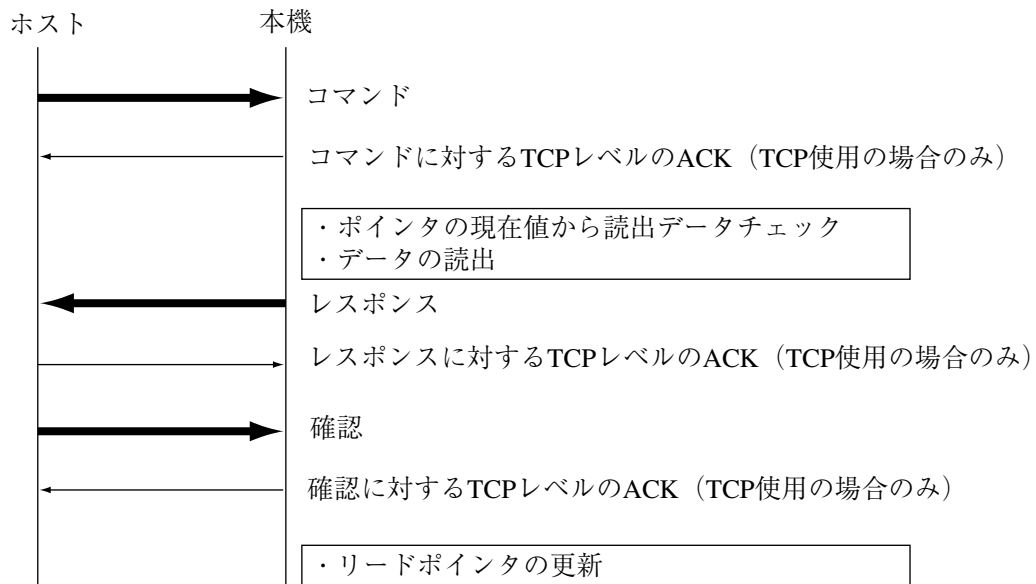 ホスト 本機
コマンド
コマンドに対するTCPレベルのACK（TCP使用の場合のみ）
・ポインタの現在値から読出データチェック
・データの読出
レスポンス
レスポンスに対するTCPレベルのACK（TCP使用の場合のみ）
確認
確認に対するTCPレベルのACK（TCP使用の場合のみ）
・リードポインタの更新